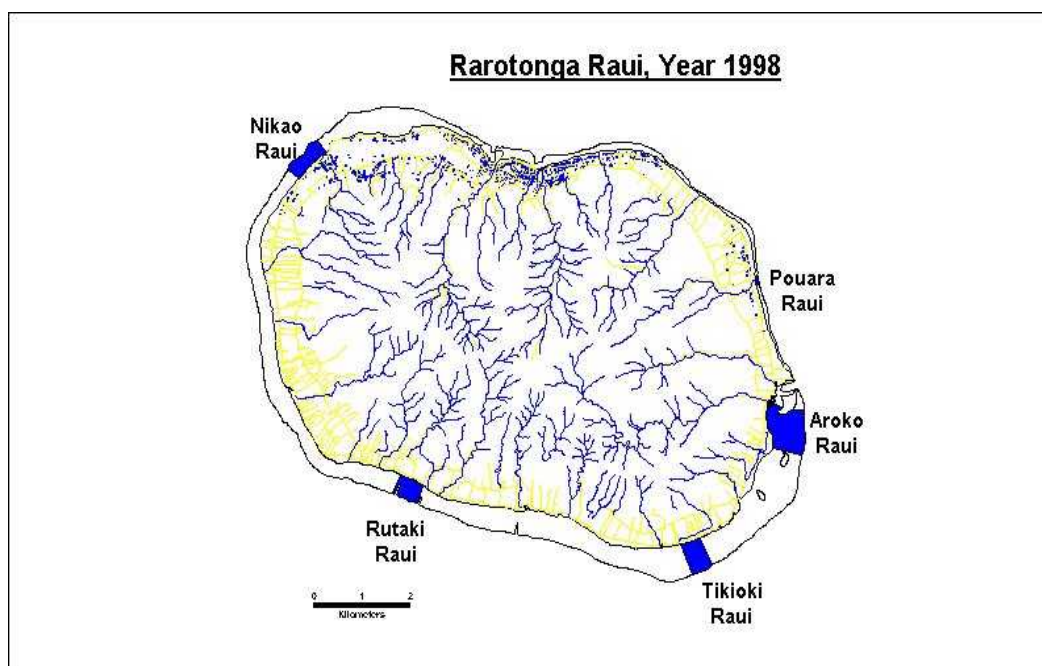 Rarotonga Raui, Year 1998
Nikao
Raui
Pouara
Raui
Aroko
Raui
Rutaki
Raui
Tikioki
Raui
0 1 2
Kilometers